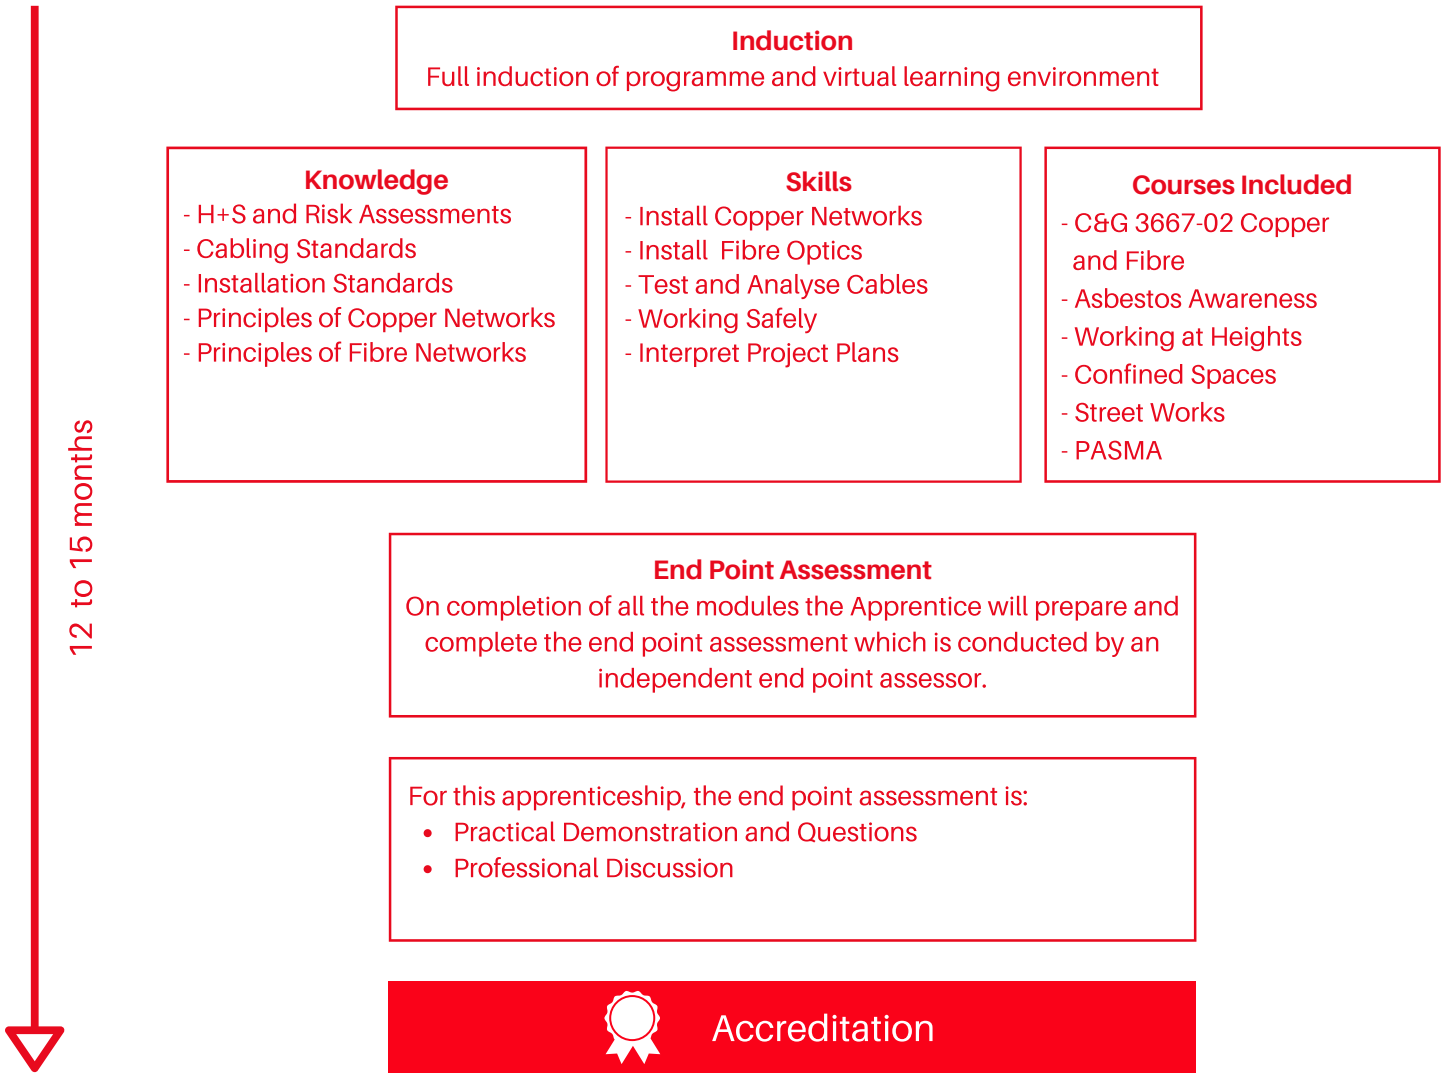 Induction
Full induction of programme and virtual learning environment
Knowledge
- H+S and Risk Assessments
- Cabling Standards
- Installation Standards
- Principles of Copper Networks
- Principles of Fibre Networks
Skills
- Install Copper Networks
- Install  Fibre Optics
- Test and Analyse Cables
- Working Safely
- Interpret Project Plans
Courses Included
- C&G 3667-02 Copper
and Fibre
- Asbestos Awareness
- Working at Heights
- Confined Spaces
- Street Works
- PASMA
12 to 15 months
End Point Assessment
On completion of all the modules the Apprentice will prepare and
complete the end point assessment which is conducted by an
independent end point assessor.
For this apprenticeship, the end point assessment is:
• Practical Demonstration and Questions
• Professional Discussion
Accreditation